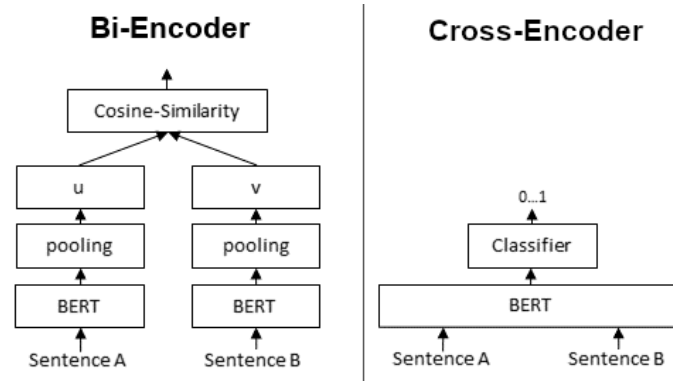 Bi-Encoder
Cosine-Similarity
u
v
pooling
pooling
BERT
BERT
Sentence A
Sentence B
Cross-Encoder
0...1
Classifier
BERT
Sentence A
Sentence B